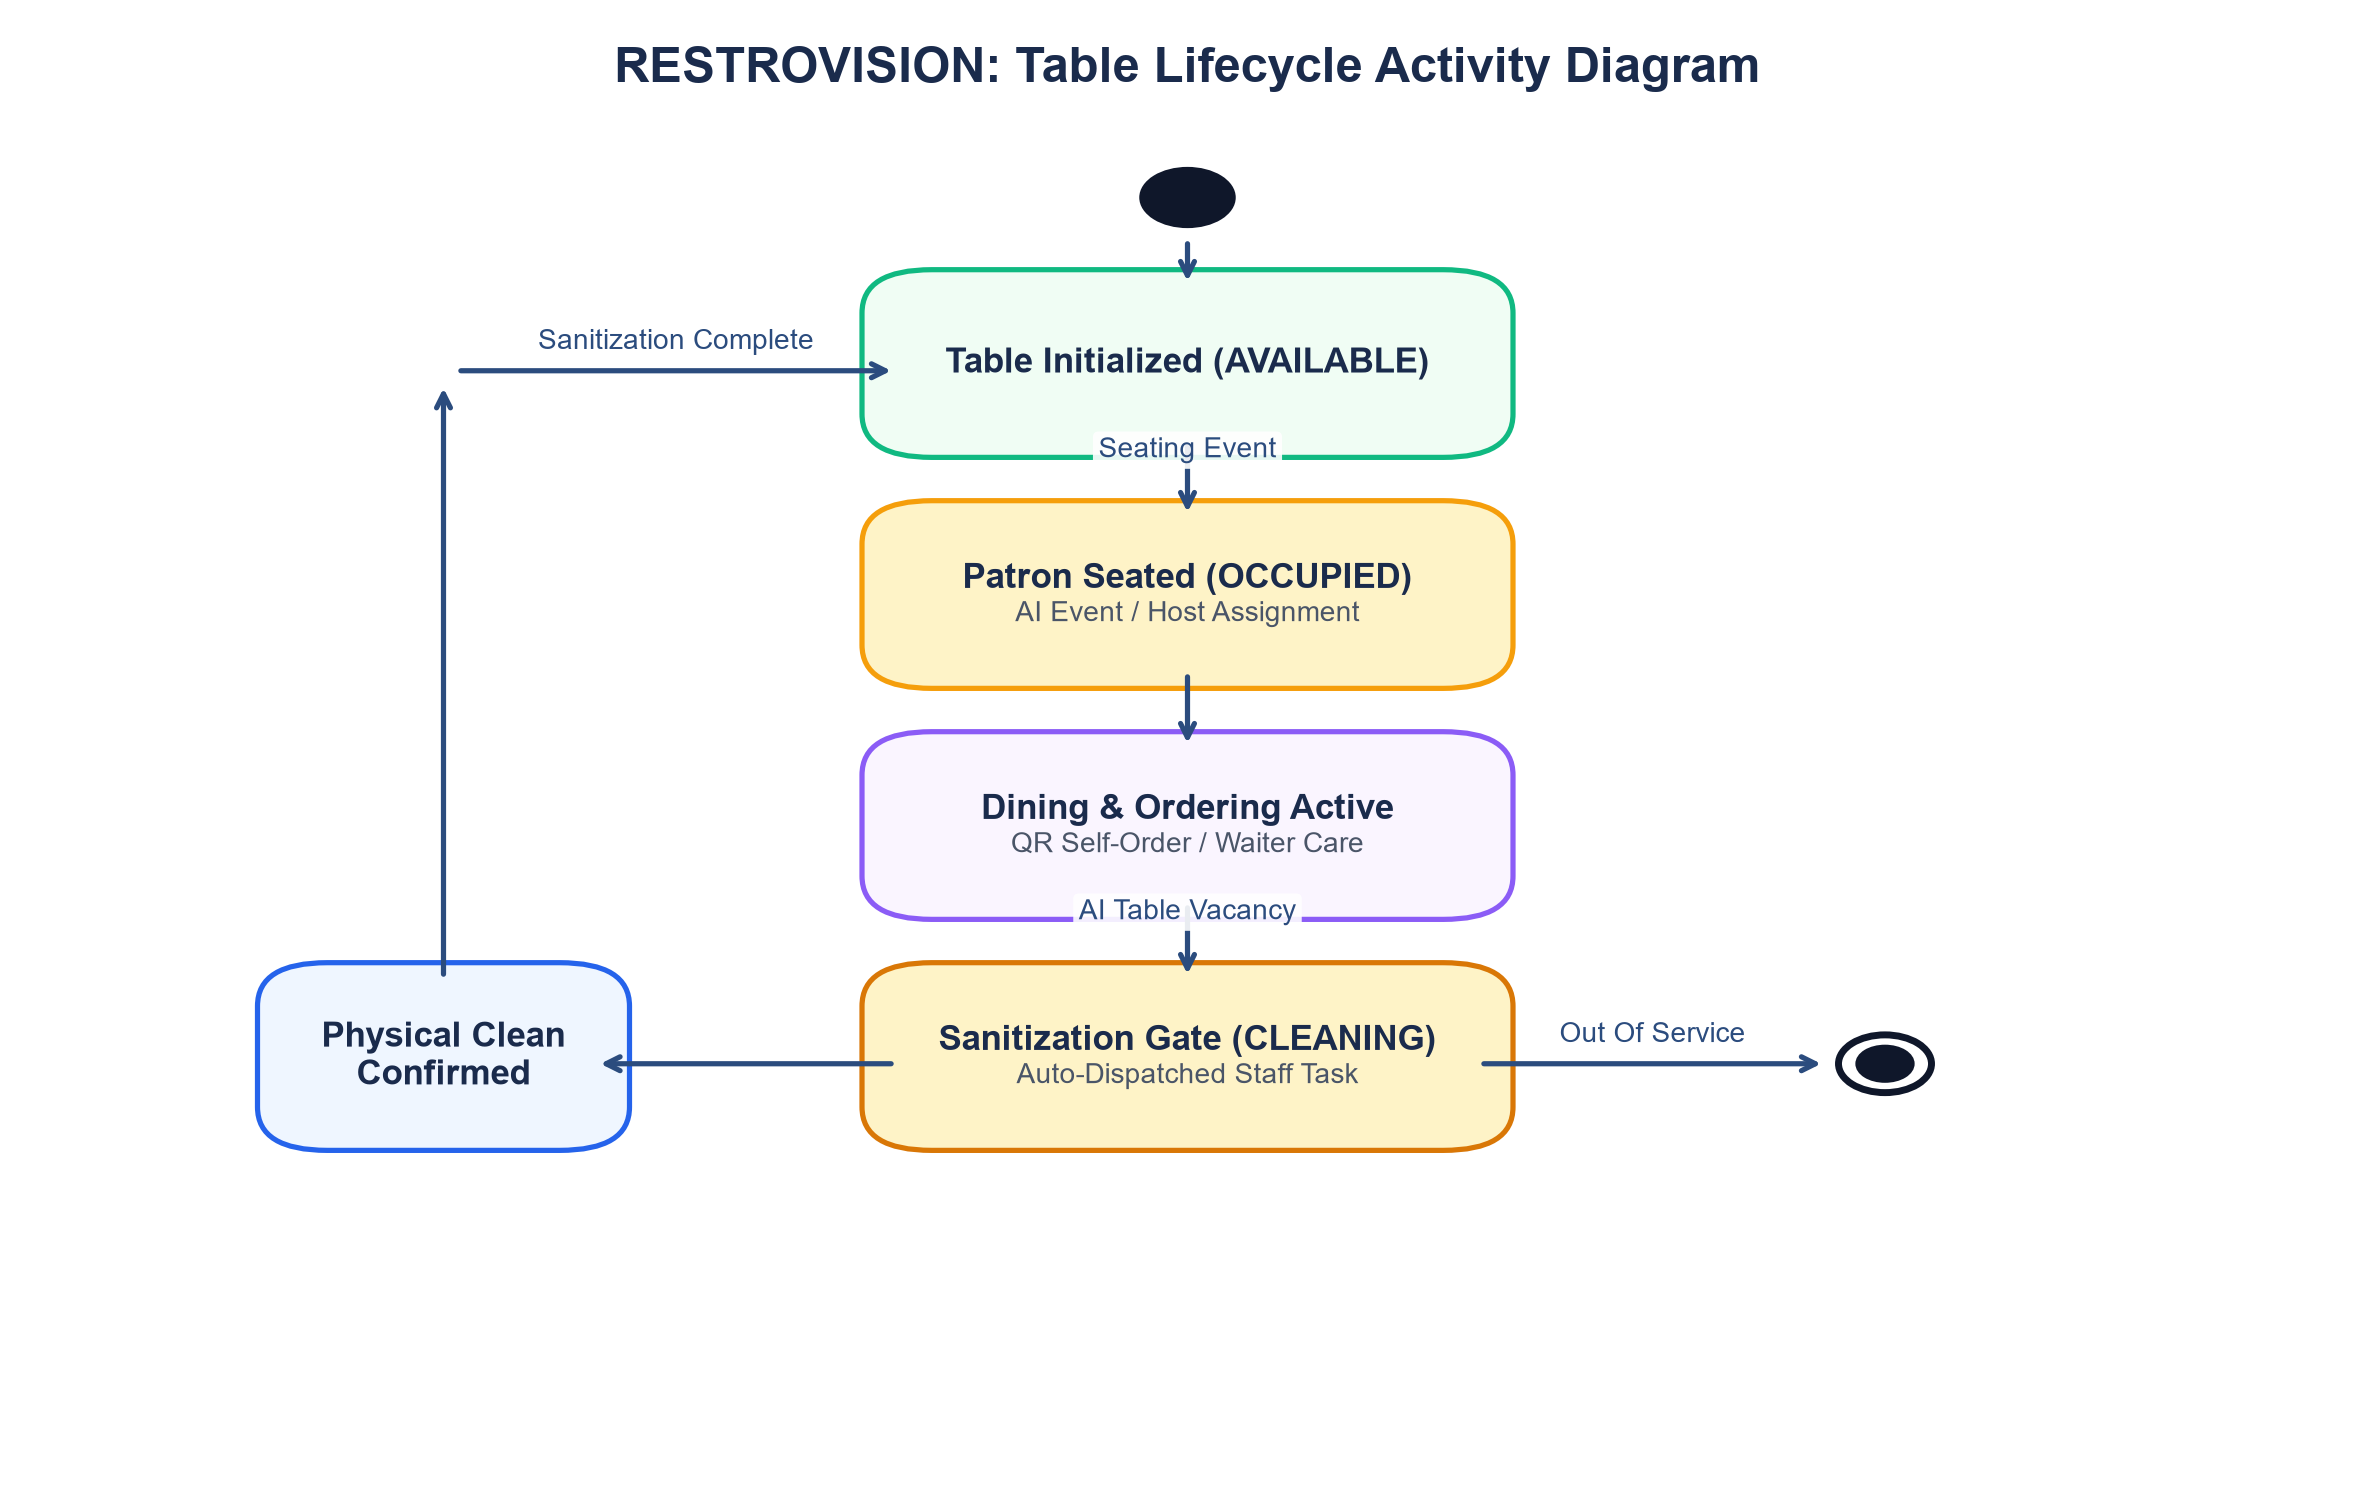 RESTROVISION: Table Lifecycle Activity Diagram
Sanitization Complete
Table Initialized (AVAILABLE)
Seating Event
Patron Seated (OCCUPIED)
AI Event / Host Assignment
Dining & Ordering Active
QR Self-Order / Waiter Care
AI Table Vacancy
Physical Clean
Confirmed
Sanitization Gate (CLEANING)
Auto-Dispatched Staff Task
Out Of Service